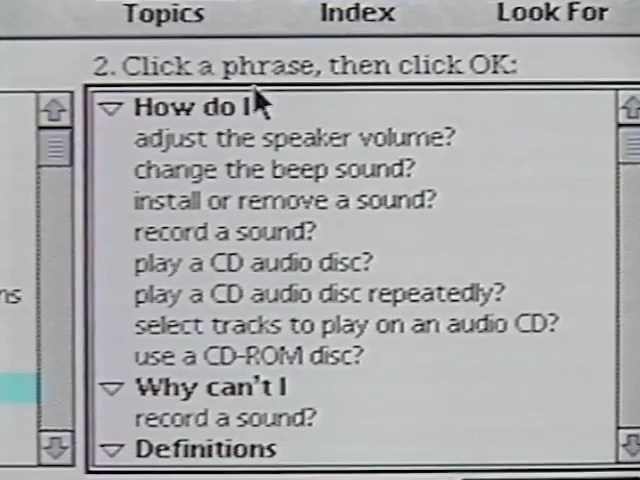 Topics Index Look For
2. Click a phrase, then click OK:
How do I
adjust the speaker volume?
change the beep sound?
install or remove a sound?
record a sound?
play a CD audio disc?
ns
play a CD audio disc repeatedly?
select tracks to play on an audio CD?
use a CD-ROM disc?
Why can't I
record a sound?
Definitions